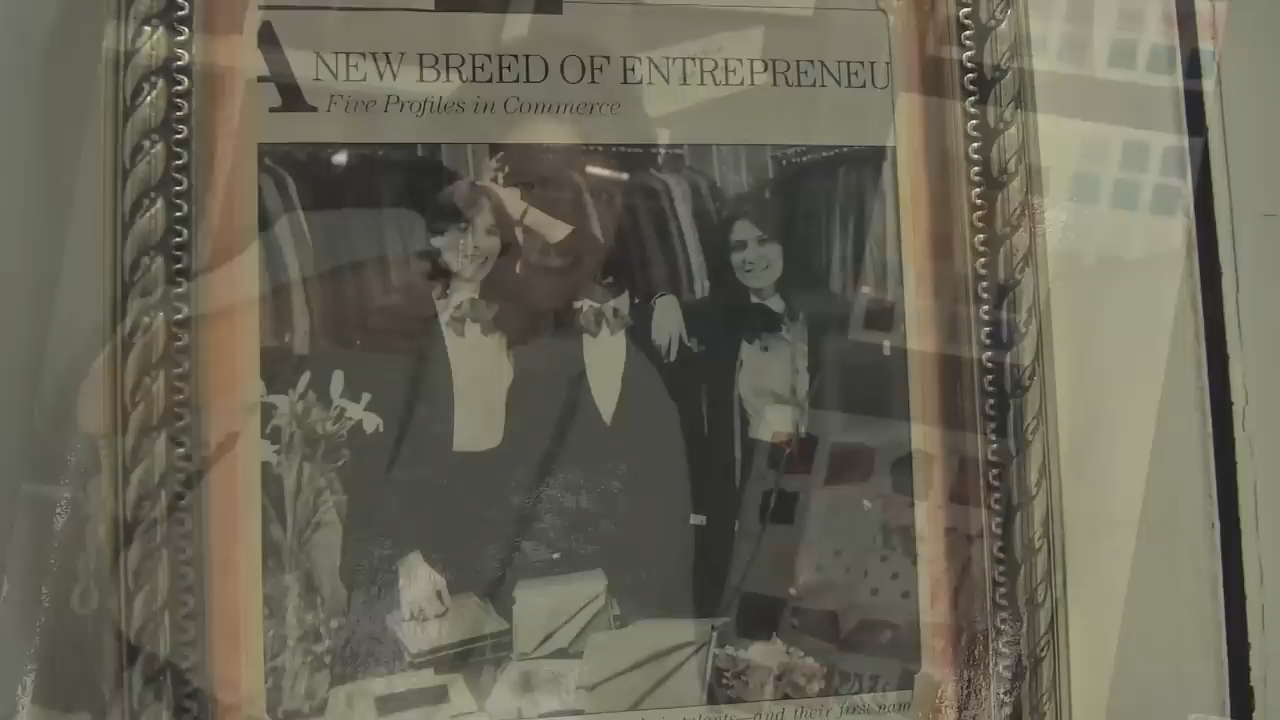 A NEW BREED OF ENTREPRENEU
Five Profiles in Commerce
talents—and their first nam